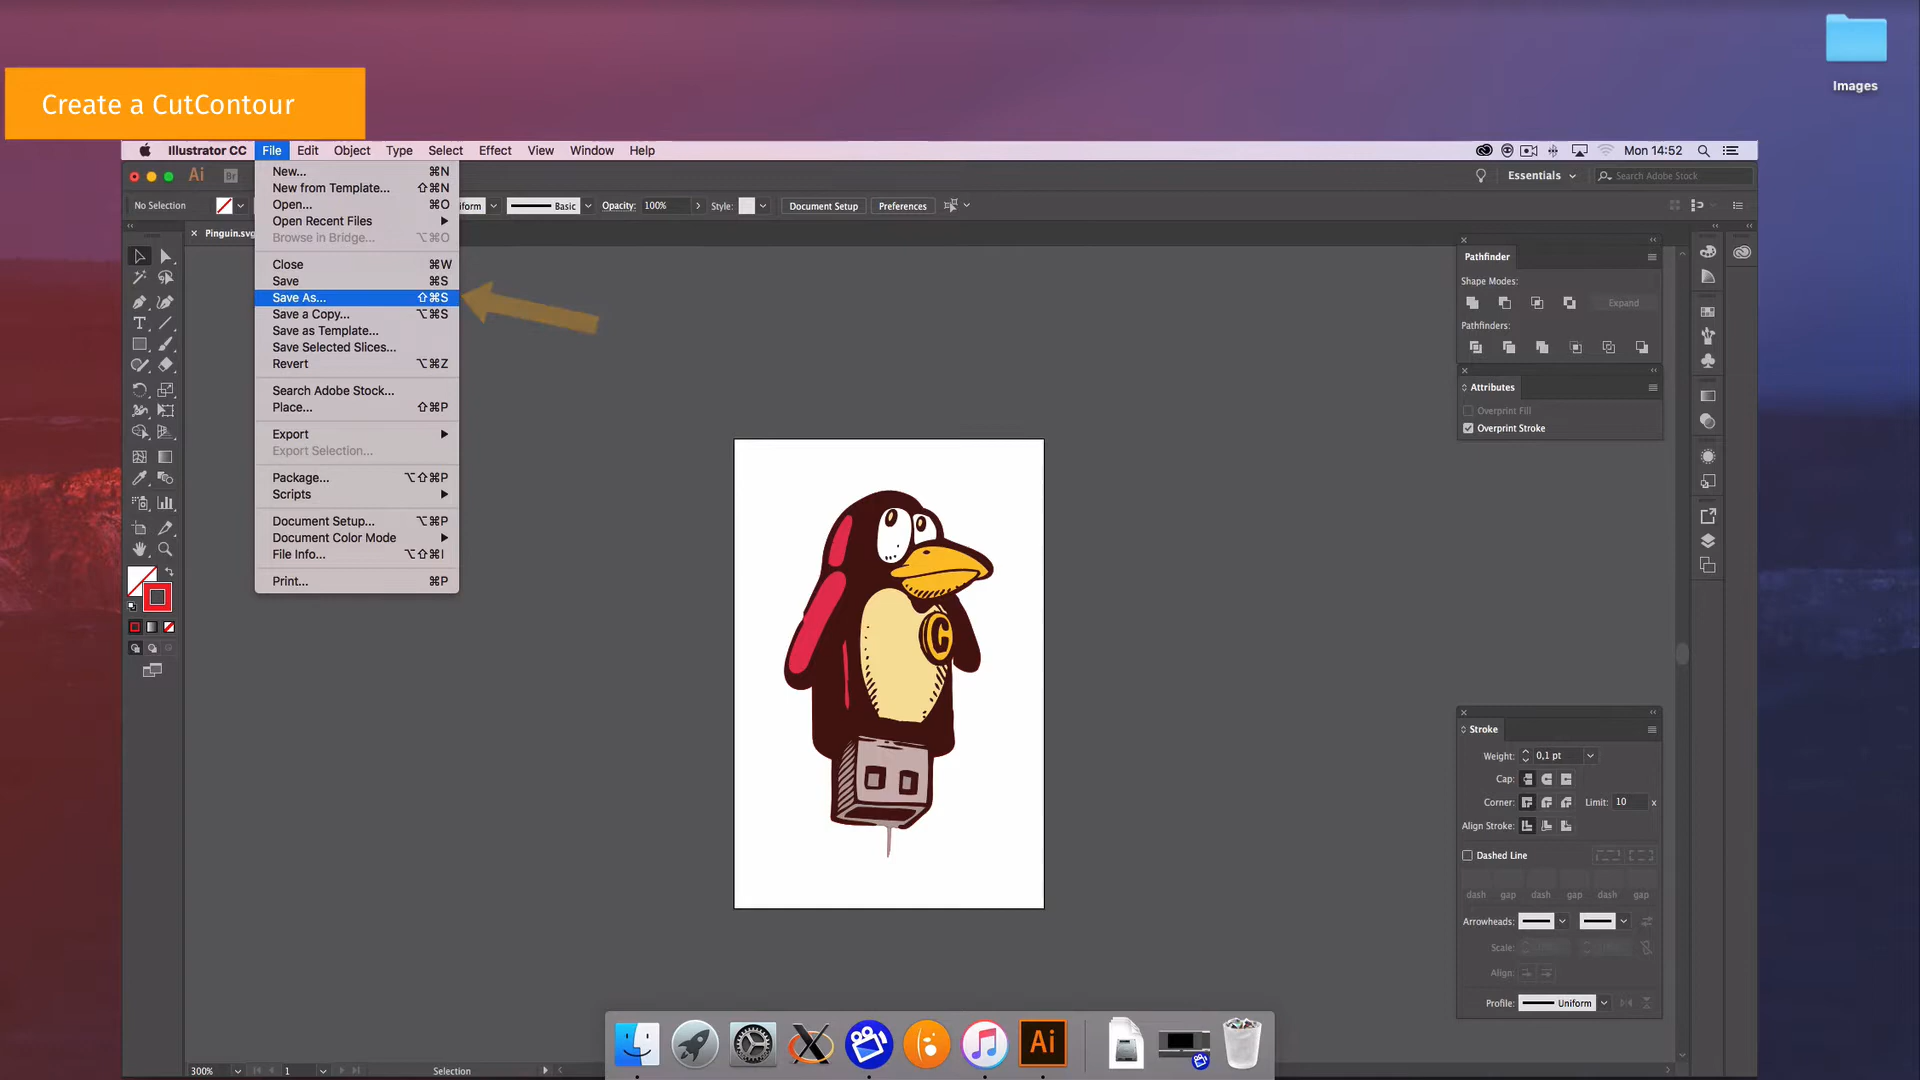 Images
Create a CutContour
Illustrator CC File Edit Object Type Select Effect View Window Help Mon 14:52
Ai Br Essentials Search Adobe Stock
No Selection Basic Opacity: 100% Style: Document Setup Preferences
Pinguin.svg
New... ⌘N
New from Template... ⇧⌘N
Open... ⌘O
Open Recent Files
Browse in Bridge... ⌥⌘O
Close ⌘W
Save ⌘S
Save As... ⇧⌘S
Save a Copy... ⌥⌘S
Save as Template...
Save Selected Slices...
Revert ⌥⌘Z
Search Adobe Stock...
Place... ⇧⌘P
Export
Export Selection...
Package... ⌥⇧⌘P
Scripts
Document Setup... ⌥⌘P
Document Color Mode
File Info... ⌥⇧⌘I
Print... ⌘P
Pathfinder
Shape Modes:
Expand
Pathfinders:
Attributes
Overprint Fill
Overprint Stroke
C
Stroke
Weight: 0,1 pt
Cap:
Corner: Limit: 10 x
Align Stroke:
Dashed Line
dash gap dash gap dash gap
Arrowheads:
Scale:
Align:
Profile: Uniform
Ai
300% 1 Selection